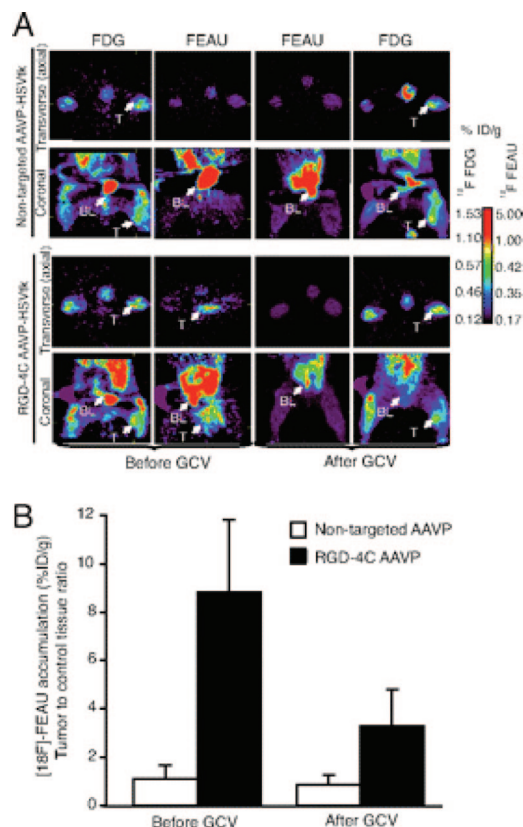 A
FDG FEAU FEAU FDG
Non-targeted AAVP-HSVtk
Transverse (axial)
T
T
Coronal
BL
BL
BL
BL
T
T
RGD-4C AAVP-HSVtk
Transverse (axial)
T
T
T
Coronal
BL
BL
BL
BL
T
T
T
% ID/g
18F FDG
18F FEAU
1.53 5.00
1.10 1.00
0.57 0.42
0.46 0.35
0.12 0.17
Before GCV After GCV
B
Non-targeted AAVP
RGD-4C AAVP
[18F]-FEAU accumulation (%ID/g)
Tumor to control tissue ratio
12
10
8
6
4
2
0
Before GCV After GCV